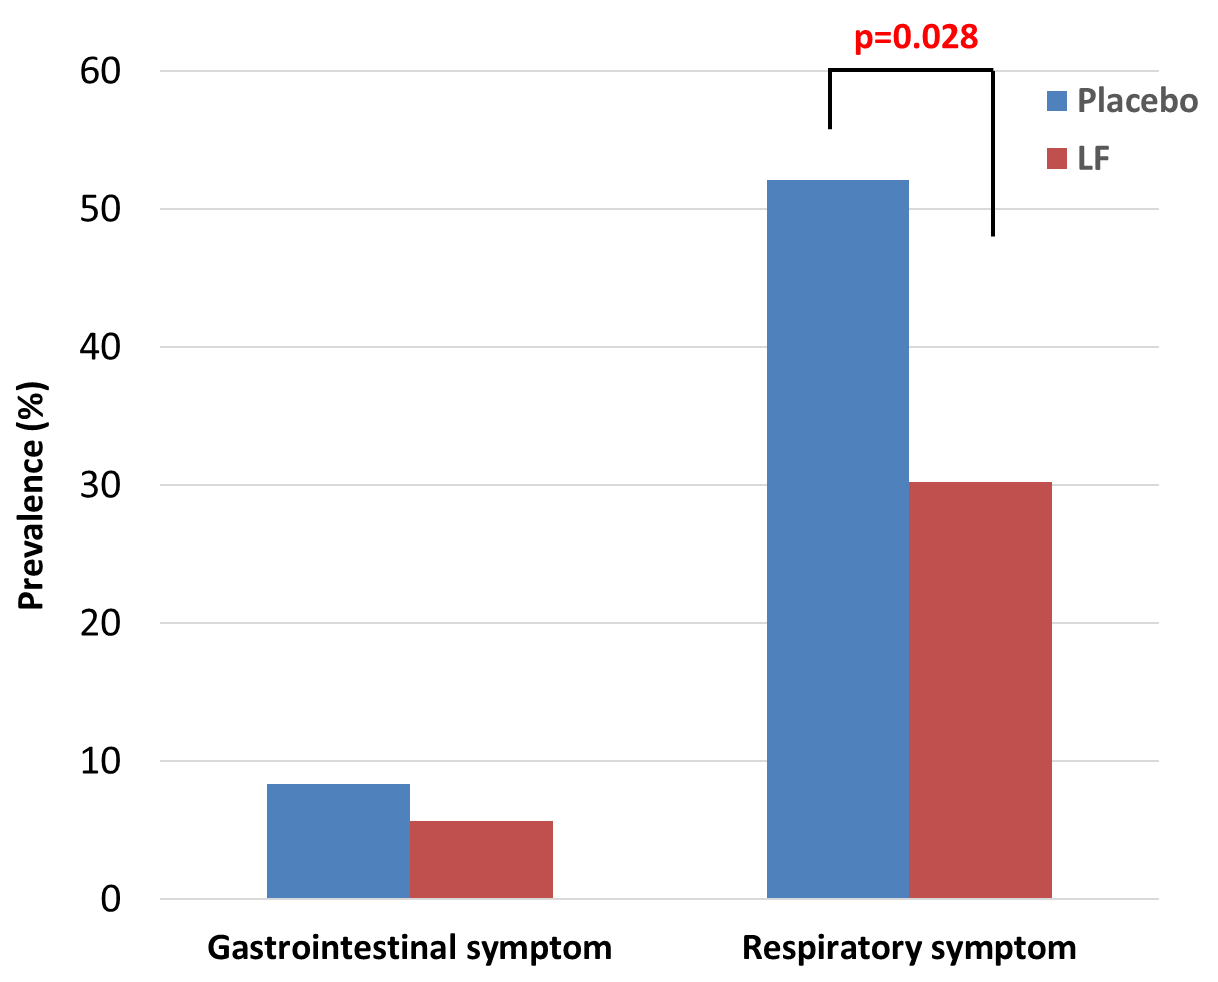 p=0.028
Placebo
LF
60
50
40
30
20
10
0
Prevalence (%)
Gastrointestinal symptom
Respiratory symptom